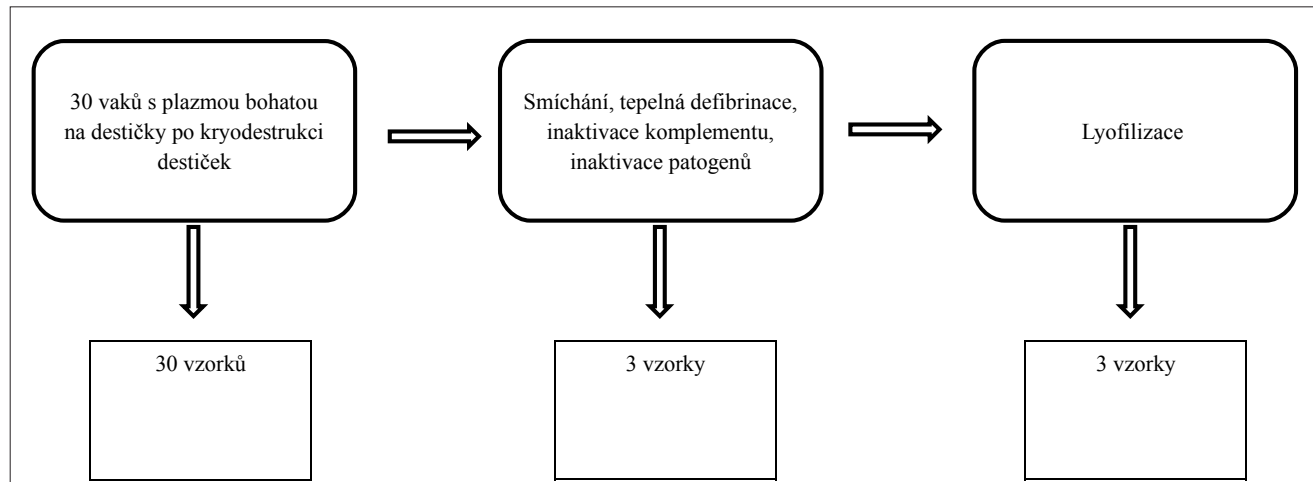 30 vaků s plazmou bohatou
na destičky po kryodestrukci
destiček
Smíchání, tepelná defibrinace,
inaktivace komplementu,
inaktivace patogenů
Lyofilizace
30 vzorků
3 vzorky
3 vzorky